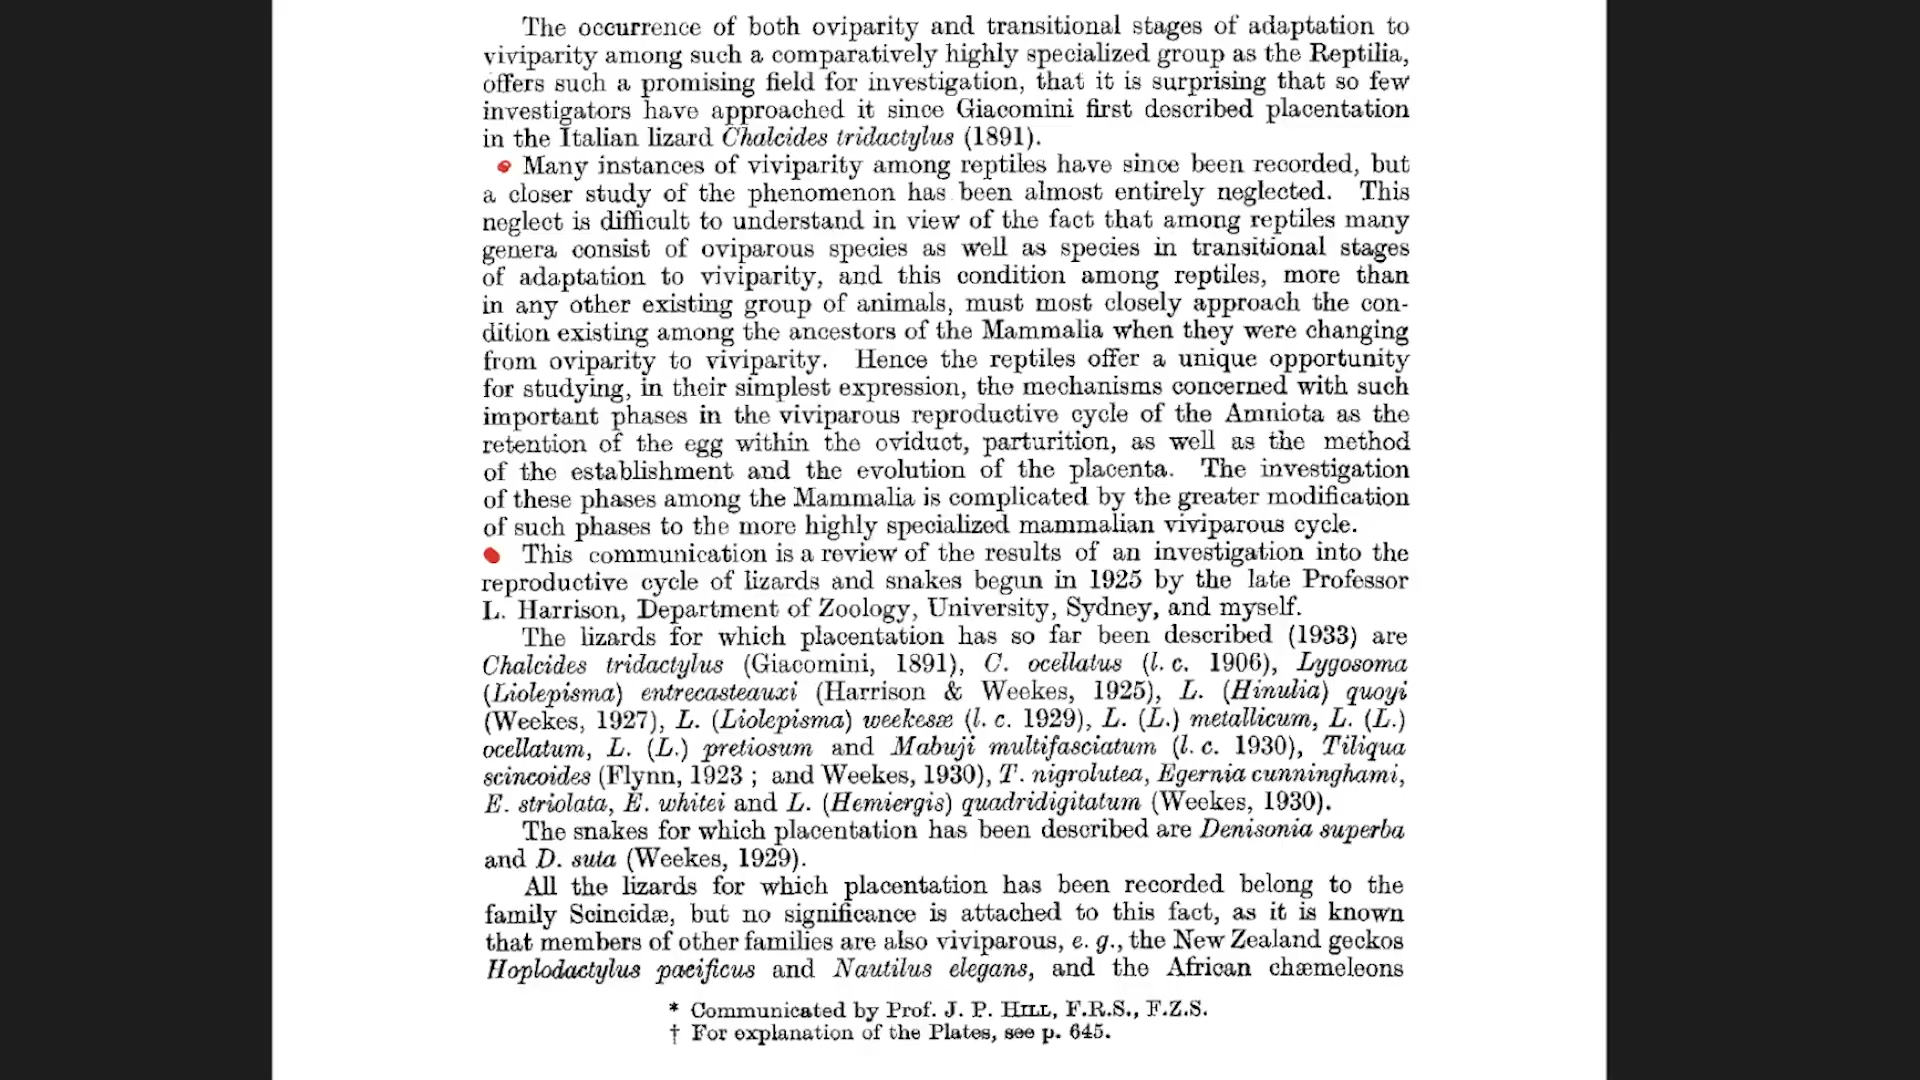 The occurrence of both oviparity and transitional stages of adaptation to
viviparity among such a comparatively highly specialized group as the Reptilia,
offers such a promising field for investigation, that it is surprising that so few
investigators have approached it since Giacomini first described placentation
in the Italian lizard Chalcides tridactylus (1891).
Many instances of viviparity among reptiles have since been recorded, but
a closer study of the phenomenon has been almost entirely neglected. This
neglect is difficult to understand in view of the fact that among reptiles many
genera consist of oviparous species as well as species in transitional stages
of adaptation to viviparity, and this condition among reptiles, more than
in any other existing group of animals, must most closely approach the con-
dition existing among the ancestors of the Mammalia when they were changing
from oviparity to viviparity. Hence the reptiles offer a unique opportunity
for studying, in their simplest expression, the mechanisms concerned with such
important phases in the viviparous reproductive cycle of the Amniota as the
retention of the egg within the oviduct, parturition, as well as the method
of the establishment and the evolution of the placenta. The investigation
of these phases among the Mammalia is complicated by the greater modification
of such phases to the more highly specialized mammalian viviparous cycle.
This communication is a review of the results of an investigation into the
reproductive cycle of lizards and snakes begun in 1925 by the late Professor
L. Harrison, Department of Zoology, University, Sydney, and myself.
The lizards for which placentation has so far been described (1933) are
Chalcides tridactylus (Giacomini, 1891), C. ocellatus (l. c. 1906), Lygosoma
(Liolepisma) entrecasteauxi (Harrison & Weekes, 1925), L. (Hinulia) quoyi
(Weekes, 1927), L. (Liolepisma) weekesæ (l. c. 1929), L. (L.) metallicum, L. (L.)
ocellatum, L. (L.) pretiosum and Mabuji multifasciatum (l. c. 1930), Tiliqua
scincoides (Flynn, 1923 ; and Weekes, 1930), T. nigrolutea, Egernia cunninghami,
E. striolata, E. whitei and L. (Hemiergis) quadridigitatum (Weekes, 1930).
The snakes for which placentation has been described are Denisonia superba
and D. suta (Weekes, 1929).
All the lizards for which placentation has been recorded belong to the
family Scincidæ, but no significance is attached to this fact, as it is known
that members of other families are also viviparous, e. g., the New Zealand geckos
Hoplodactylus pacificus and Nautilus elegans, and the African chæmeleons
* Communicated by Prof. J. P. HILL, F.R.S., F.Z.S.
† For explanation of the Plates, see p. 645.